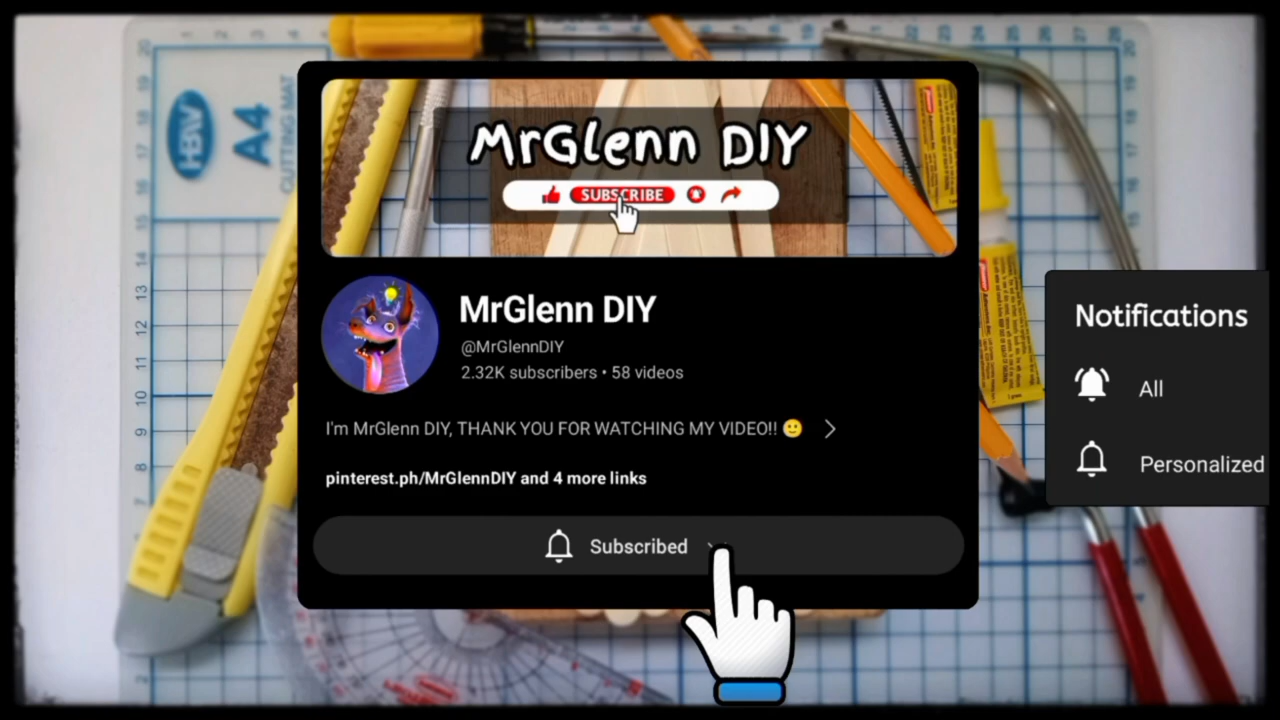 HBW
A4
CUTTING MAT
MrGlenn DIY
SUBSCRIBE
MrGlenn DIY
@MrGlennDIY
2.32K subscribers • 58 videos
I'm MrGlenn DIY, THANK YOU FOR WATCHING MY VIDEO!! 🙂
pinterest.ph/MrGlennDIY and 4 more links
Subscribed
Notifications
All
Personalized